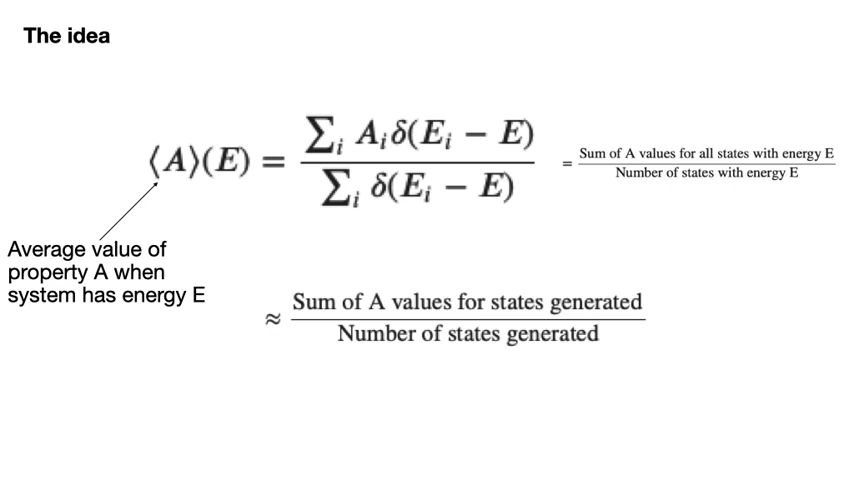 The idea
⟨A⟩(E) = ∑ᵢ Aᵢδ(Eᵢ − E) / ∑ᵢ δ(Eᵢ − E)
= Sum of A values for all states with energy E / Number of states with energy E
Average value of
property A when
system has energy E
≈ Sum of A values for states generated / Number of states generated